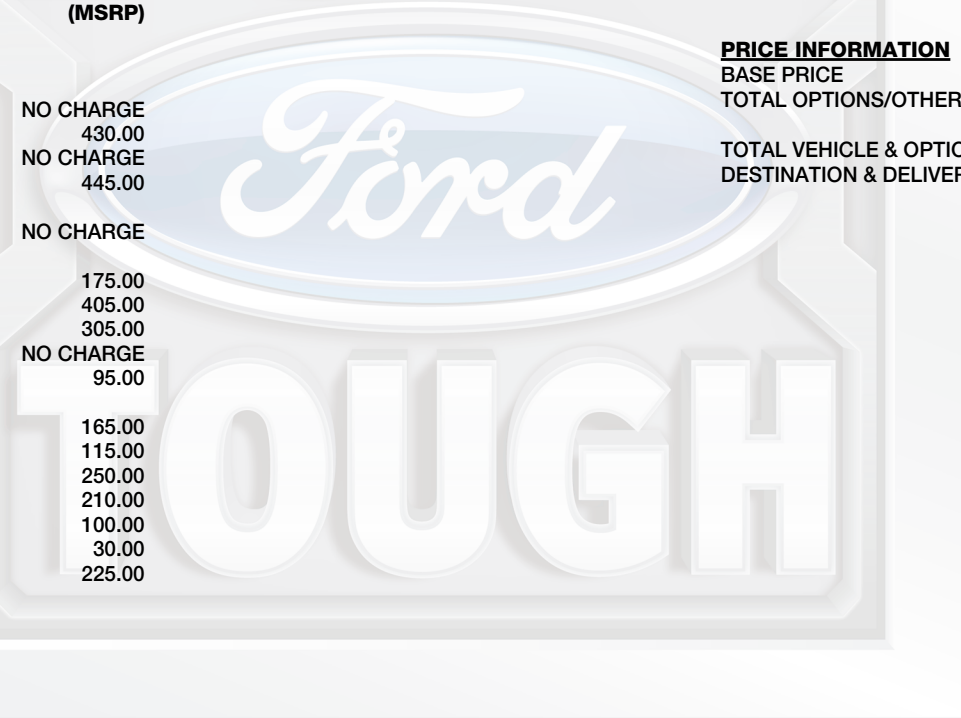 (MSRP)
NO CHARGE
430.00
NO CHARGE
445.00
NO CHARGE
175.00
405.00
305.00
NO CHARGE
95.00
165.00
115.00
250.00
210.00
100.00
30.00
225.00
PRICE INFORMATION
BASE PRICE
TOTAL OPTIONS/OTHER
TOTAL VEHICLE & OPTIO
DESTINATION & DELIVER
Ford
TOUGH